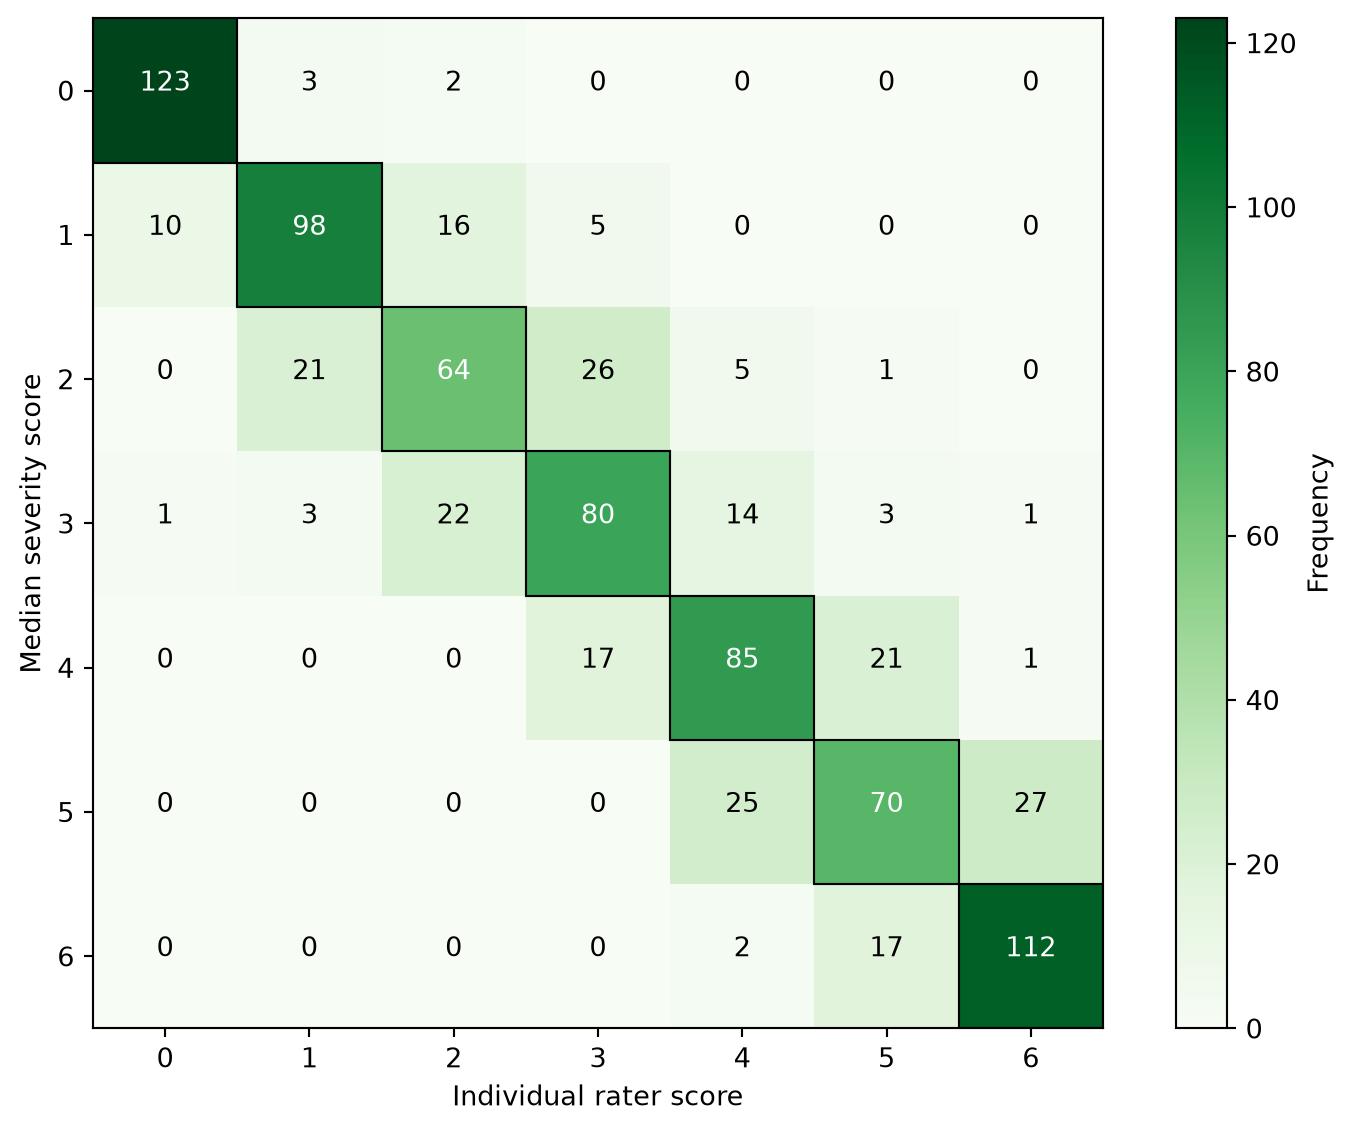 0 123 3 2 0 0 0 0
1 10 98 16 5 0 0 0
2 0 21 64 26 5 1 0
3 1 3 22 80 14 3 1
4 0 0 0 17 85 21 1
5 0 0 0 0 25 70 27
6 0 0 0 0 2 17 112
0 1 2 3 4 5 6
Individual rater score
Median severity score
120
100
80
60
40
20
0
Frequency